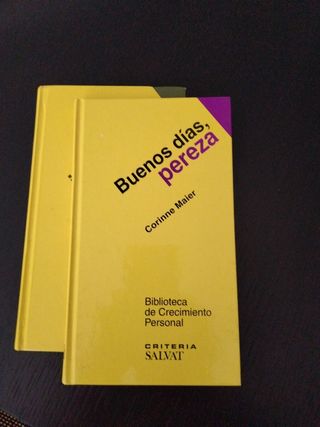 Buenos días,
pereza
Corinne Maier
Biblioteca
de Crecimiento
Personal
CRITERIA
SALVAT